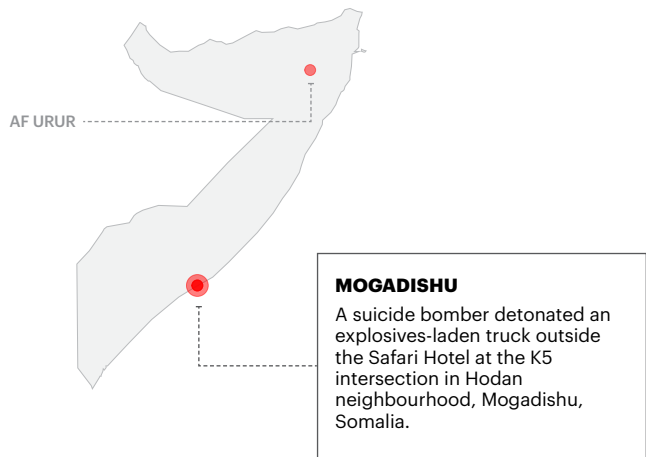 AF URUR
MOGADISHU
A suicide bomber detonated an
explosives-laden truck outside
the Safari Hotel at the K5
intersection in Hodan
neighbourhood, Mogadishu,
Somalia.